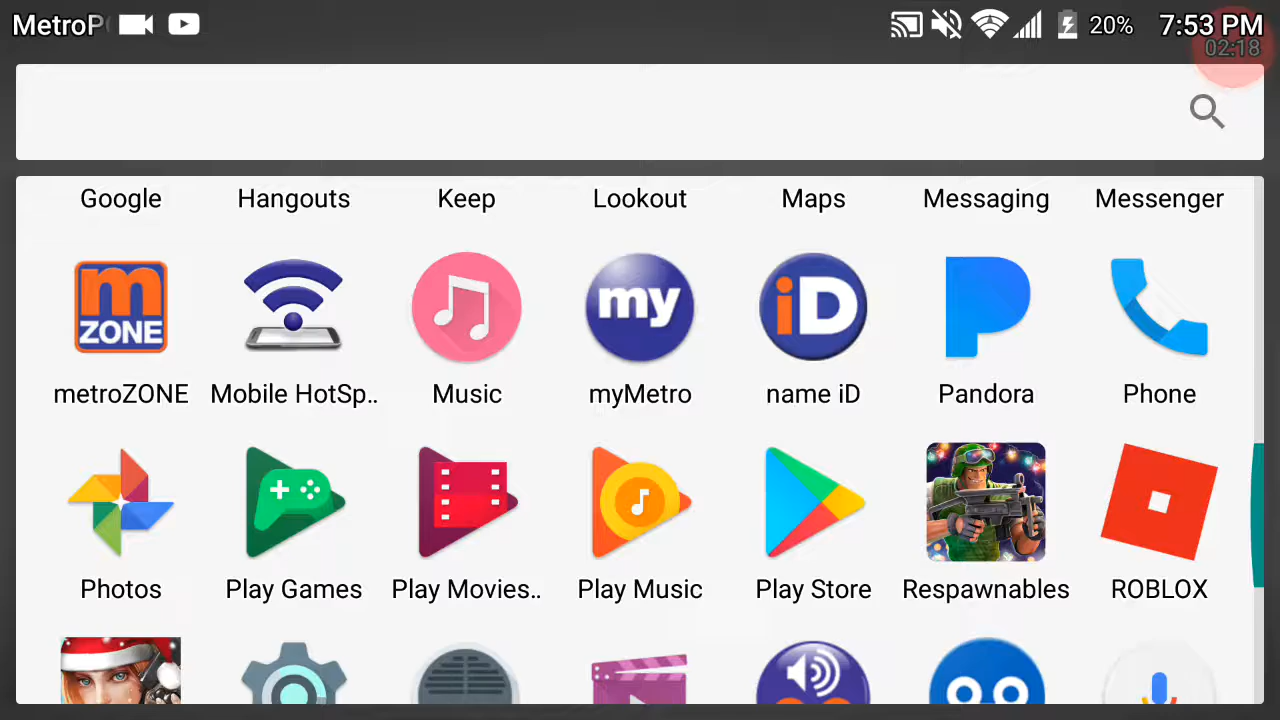 MetroP 20% 7:53 PM
02:18
Google Hangouts Keep Lookout Maps Messaging Messenger
m ZONE my iD
metroZONE Mobile HotSp.. Music myMetro name iD Pandora Phone
Photos Play Games Play Movies.. Play Music Play Store Respawnables ROBLOX